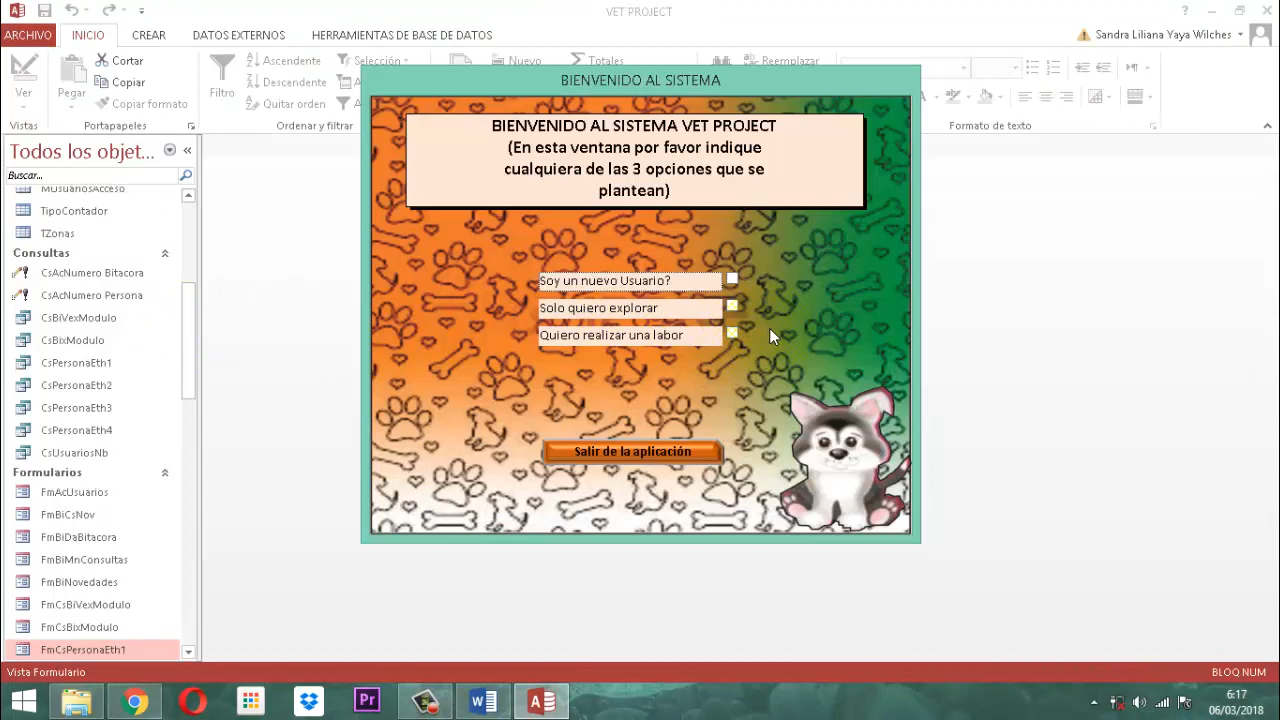 VET PROJECT
ARCHIVO INICIO CREAR DATOS EXTERNOS HERRAMIENTAS DE BASE DE DATOS
Sandra Liliana Yaya Wilches
Ver
Vistas
Pegar
Cortar
Copiar
Copiar formato
Portapapeles
Filtro
Ascendente
Descendente
Quitar or
Ordenar y filtrar
Selección
Nuevo
Totales
Reemplazar
Formato de texto
Todos los objet...
Buscar...
MUsuariosAcceso
TipoContador
TZonas
Consultas
CsAcNumero Bitacora
CsAcNumero Persona
CsBiVexModulo
CsBixModulo
CsPersonaEth1
CsPersonaEth2
CsPersonaEth3
CsPersonaEth4
CsUsuariosNb
Formularios
FmAcUsuarios
FmBiCsNov
FmBiDaBitacora
FmBiMnConsultas
FmBiNovedades
FmCsBiVexModulo
FmCsBixModulo
FmCsPersonaEth1
BIENVENIDO AL SISTEMA
BIENVENIDO AL SISTEMA VET PROJECT
(En esta ventana por favor indique
cualquiera de las 3 opciones que se
plantean)
Soy un nuevo Usuario?
Solo quiero explorar
Quiero realizar una labor
Salir de la aplicación
Vista Formulario
BLOQ NUM
Pr
6:17
06/03/2018